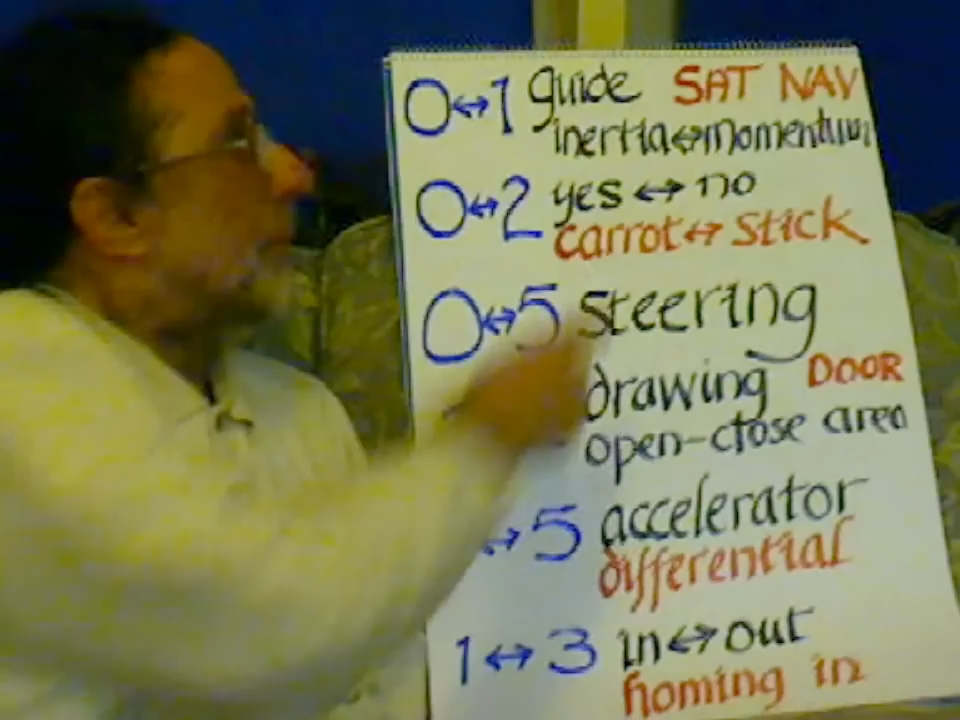 0↔1 guide SAT NAV
inertia↔momentum
0↔2 yes↔no
carrot↔stick
0↔5 steering
drawing DOOR
open-close area
↔5 accelerator
differential
1↔3 in↔out
homing in